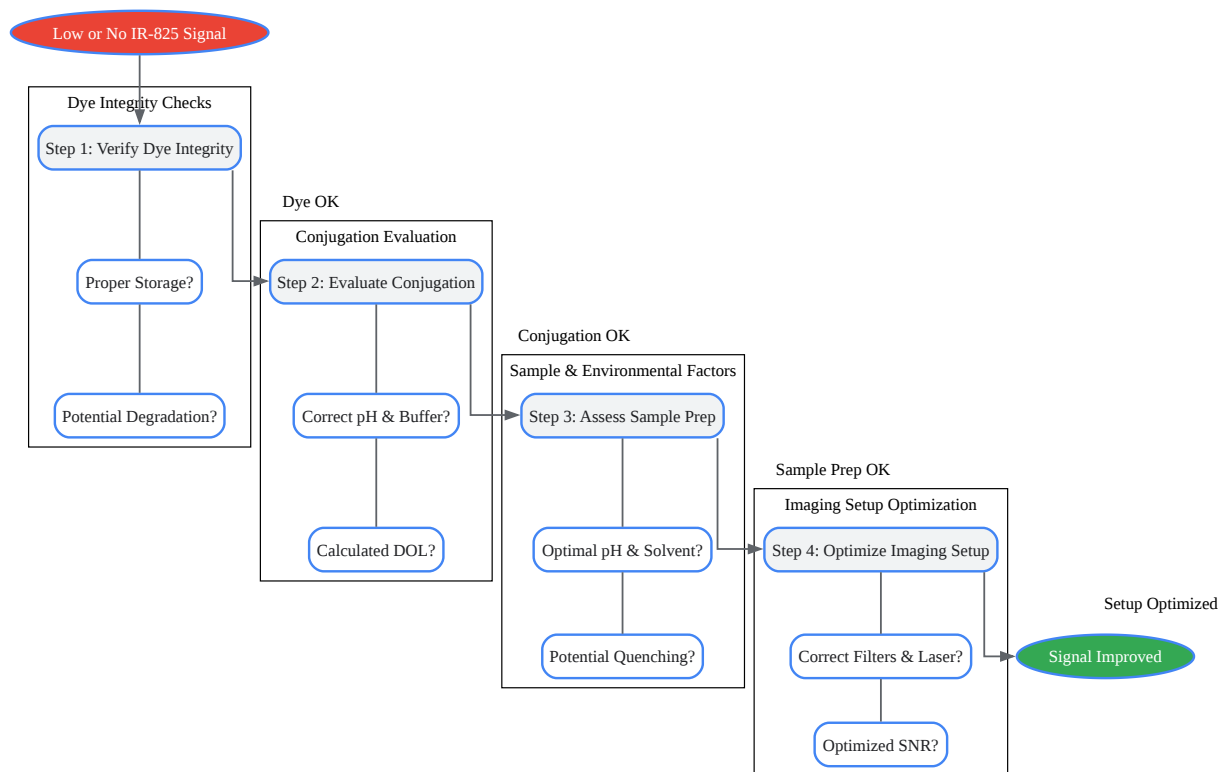 Low or No IR-825 Signal
Dye Integrity Checks
Step 1: Verify Dye Integrity
Proper Storage?
Potential Degradation?
Dye OK
Conjugation Evaluation
Step 2: Evaluate Conjugation
Correct pH & Buffer?
Calculated DOL?
Conjugation OK
Sample & Environmental Factors
Step 3: Assess Sample Prep
Optimal pH & Solvent?
Potential Quenching?
Sample Prep OK
Imaging Setup Optimization
Step 4: Optimize Imaging Setup
Correct Filters & Laser?
Optimized SNR?
Setup Optimized
Signal Improved